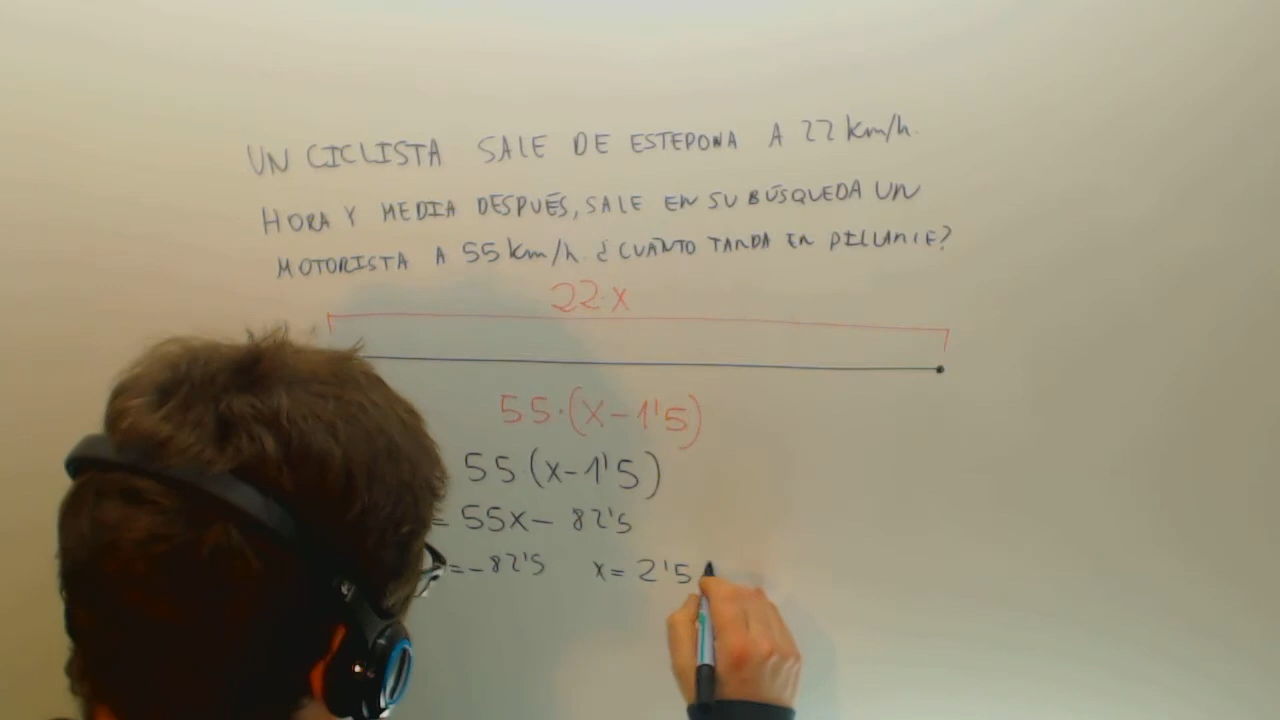 UN CICLISTA SALE DE ESTEPONA A 22 km/h.
HORA Y MEDIA DESPUÉS, SALE EN SU BÚSQUEDA UN
MOTORISTA A 55 km/h. ¿CUÁNTO TARDA EN PILLARLE?
22·X
55·(X-1'5)
55(x-1'5)
= 55x- 82'5
=-82'5 x= 2'5